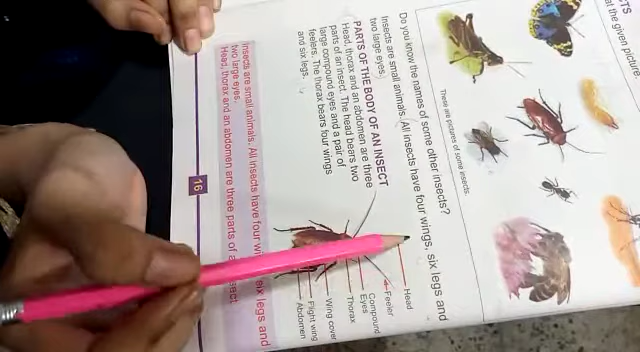 CTS
at the given picture.
These are pictures of some insects.
Do you know the names of some other insects?
Insects are small animals. All insects have four wings, six legs and
two large eyes.
PARTS OF THE BODY OF AN INSECT
Head, thorax and an abdomen are three
parts of an insect. The head bears two
large compound eyes and a pair of
feelers. The thorax bears four wings
and six legs.
Head
Feeler
Compound
Eyes
Thorax
Wing cover
Flight wing
Abdomen
Insects are small animals. All insects have four six legs and
two large eyes.
Head, thorax and an abdomen are three parts of
16